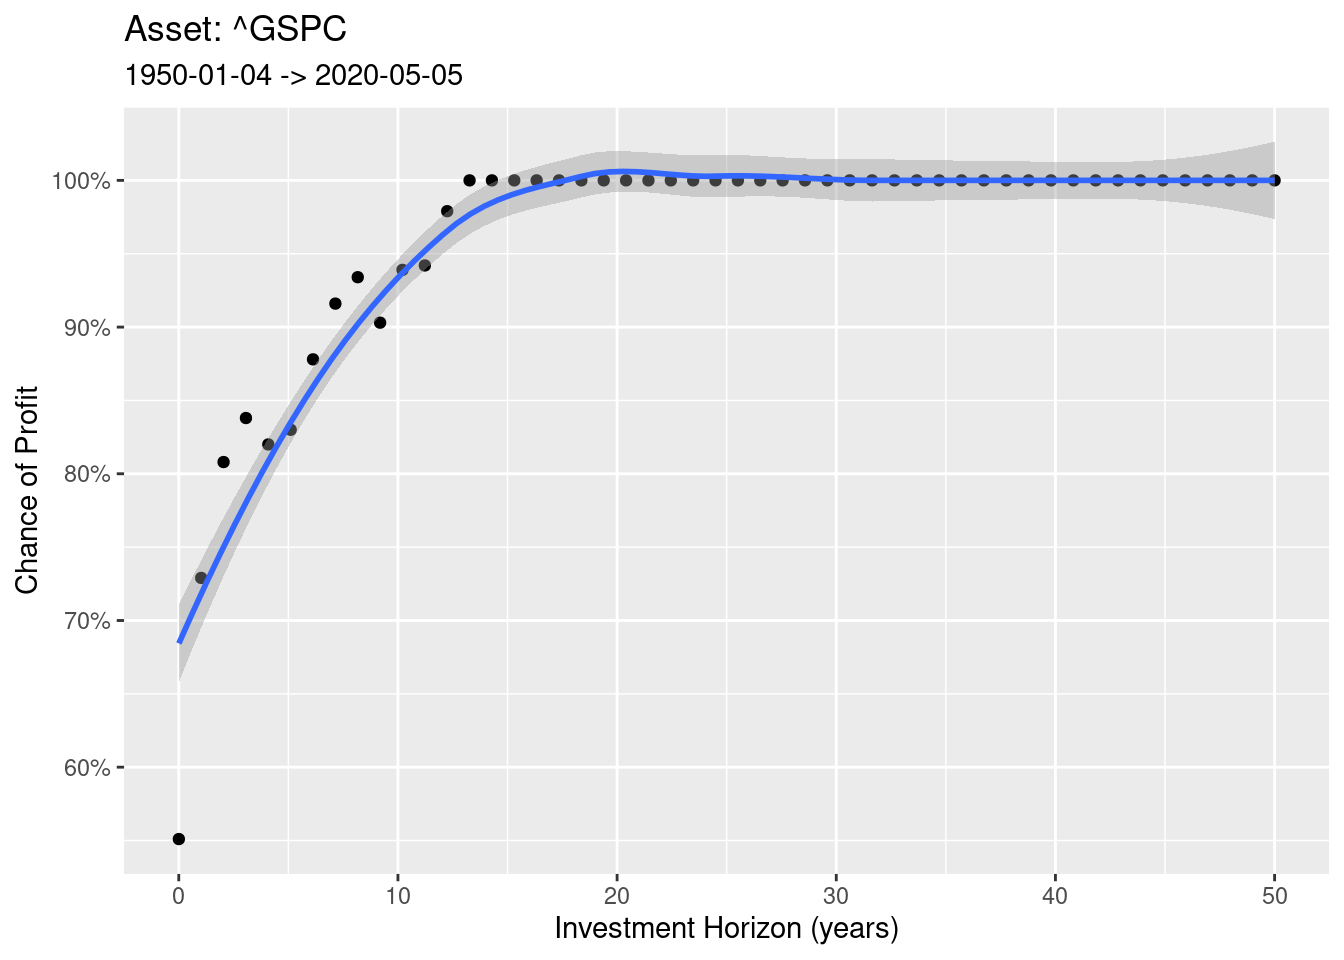 Asset: ^GSPC
1950-01-04 -> 2020-05-05
100%
90%
80%
70%
60%
Chance of Profit
0
10
20
30
40
50
Investment Horizon (years)